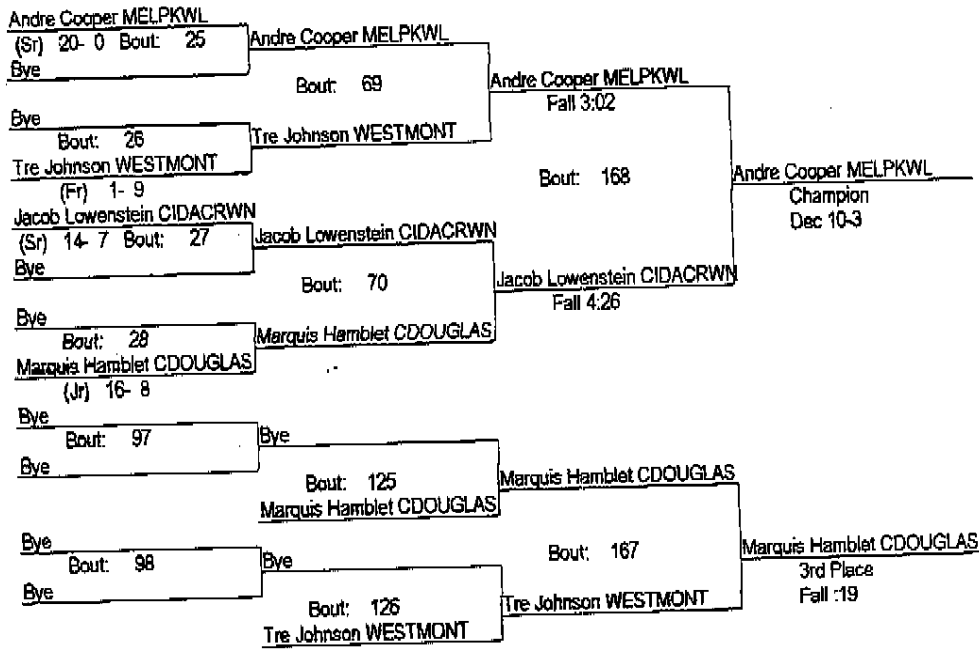 Andre Cooper MELPKWL
(Sr) 20- 0 Bout: 25
Bye
Andre Cooper MELPKWL
Bout: 69
Bye
Bout: 26
Tre Johnson WESTMONT
(Fr) 1- 9
Tre Johnson WESTMONT
Andre Cooper MELPKWL
Fall 3:02
Jacob Lowenstein CIDACRWN
(Sr) 14- 7 Bout: 27
Bye
Jacob Lowenstein CIDACRWN
Bout: 70
Bye
Bout: 28
Marquis Hamblet CDOUGLAS
(Jr) 16- 8
Marquis Hamblet CDOUGLAS
Jacob Lowenstein CIDACRWN
Fall 4:26
Bout: 168
Andre Cooper MELPKWL
Champion
Dec 10-3
Bye
Bout: 97
Bye
Bye
Bout: 125
Marquis Hamblet CDOUGLAS
Marquis Hamblet CDOUGLAS
Bye
Bout: 98
Bye
Bye
Bout: 126
Tre Johnson WESTMONT
Tre Johnson WESTMONT
Bout: 167
Marquis Hamblet CDOUGLAS
3rd Place
Fall :19